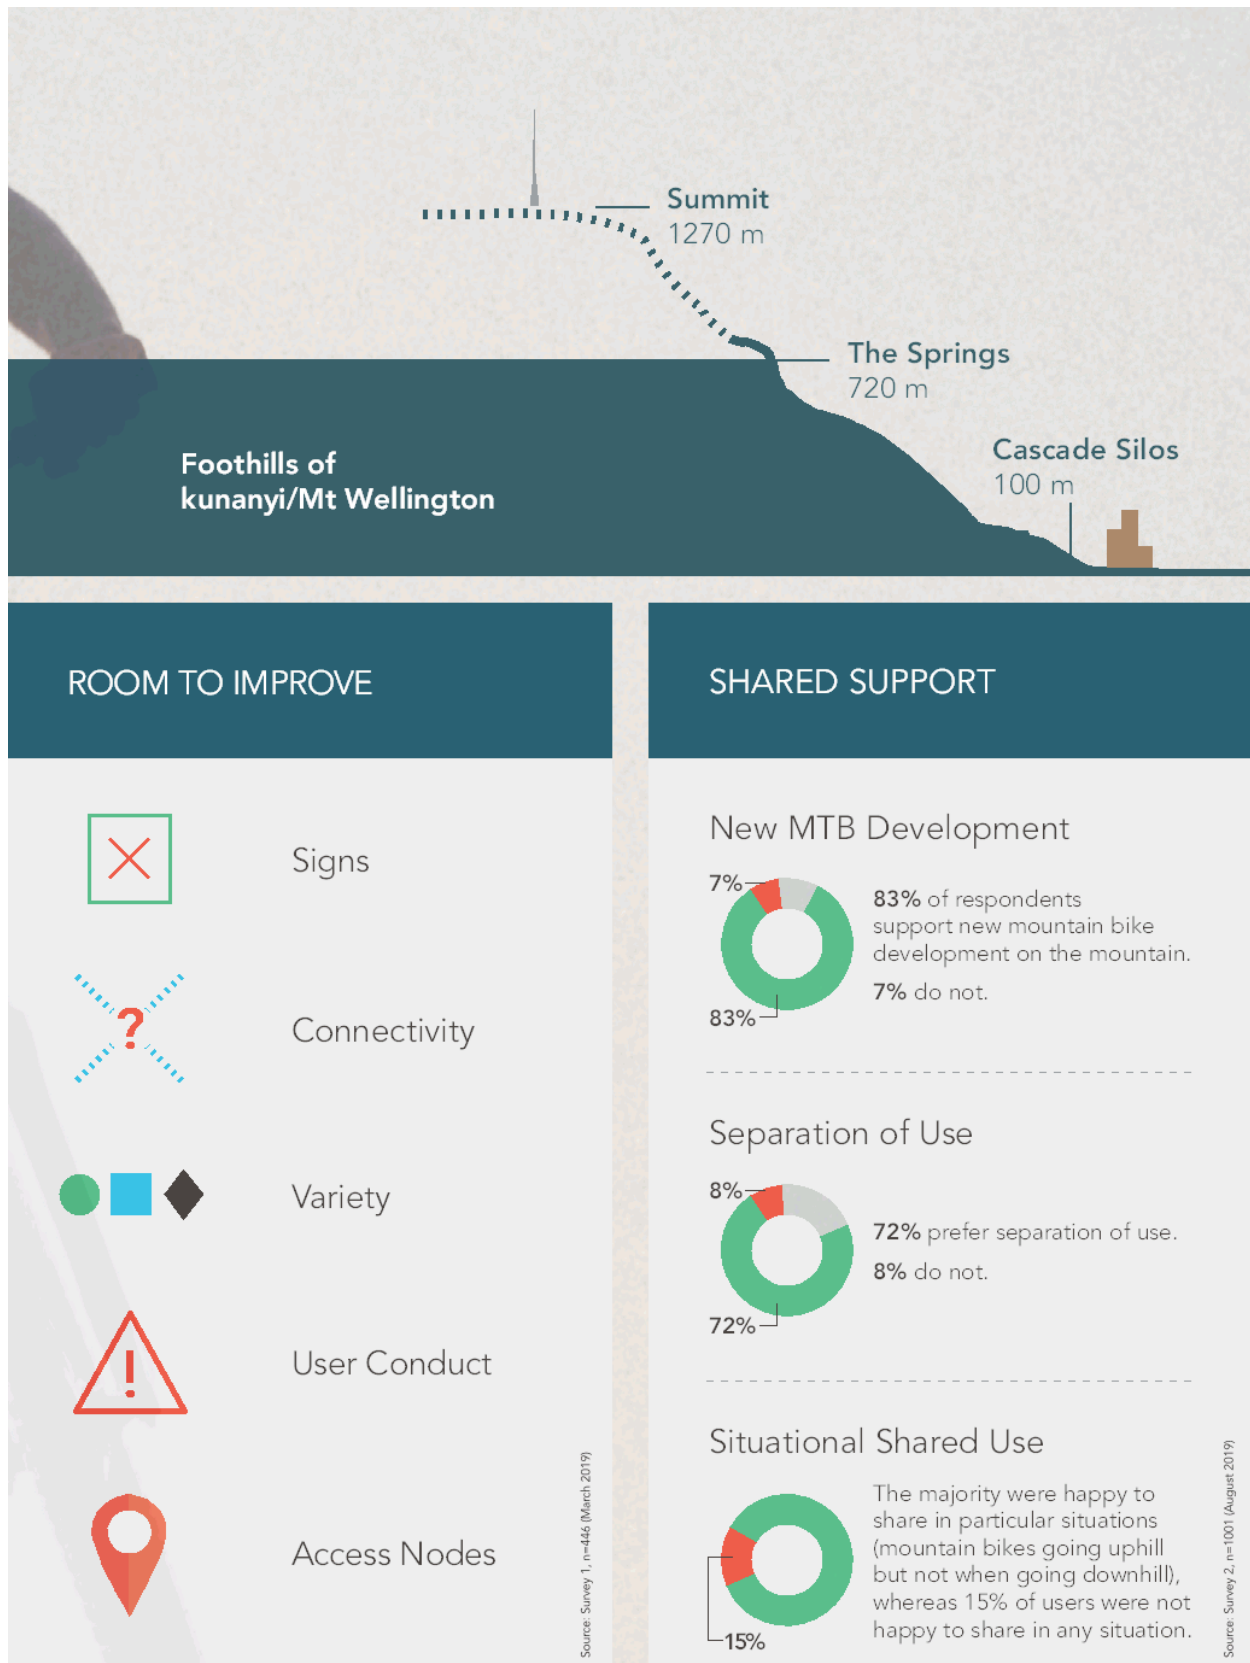 Summit
1270 m
The Springs
720 m
Cascade Silos
100 m
Foothills of
kunanyi/Mt Wellington
ROOM TO IMPROVE
Signs
?
Connectivity
Variety
!
User Conduct
Access Nodes
Source: Survey 1, n=446 (March 2019)
SHARED SUPPORT
New MTB Development
7%
83%
83% of respondents
support new mountain bike
development on the mountain.
7% do not.
Separation of Use
8%
72%
72% prefer separation of use.
8% do not.
Situational Shared Use
15%
The majority were happy to
share in particular situations
(mountain bikes going uphill
but not when going downhill),
whereas 15% of users were not
happy to share in any situation.
Source: Survey 2, n=1001 (August 2019)